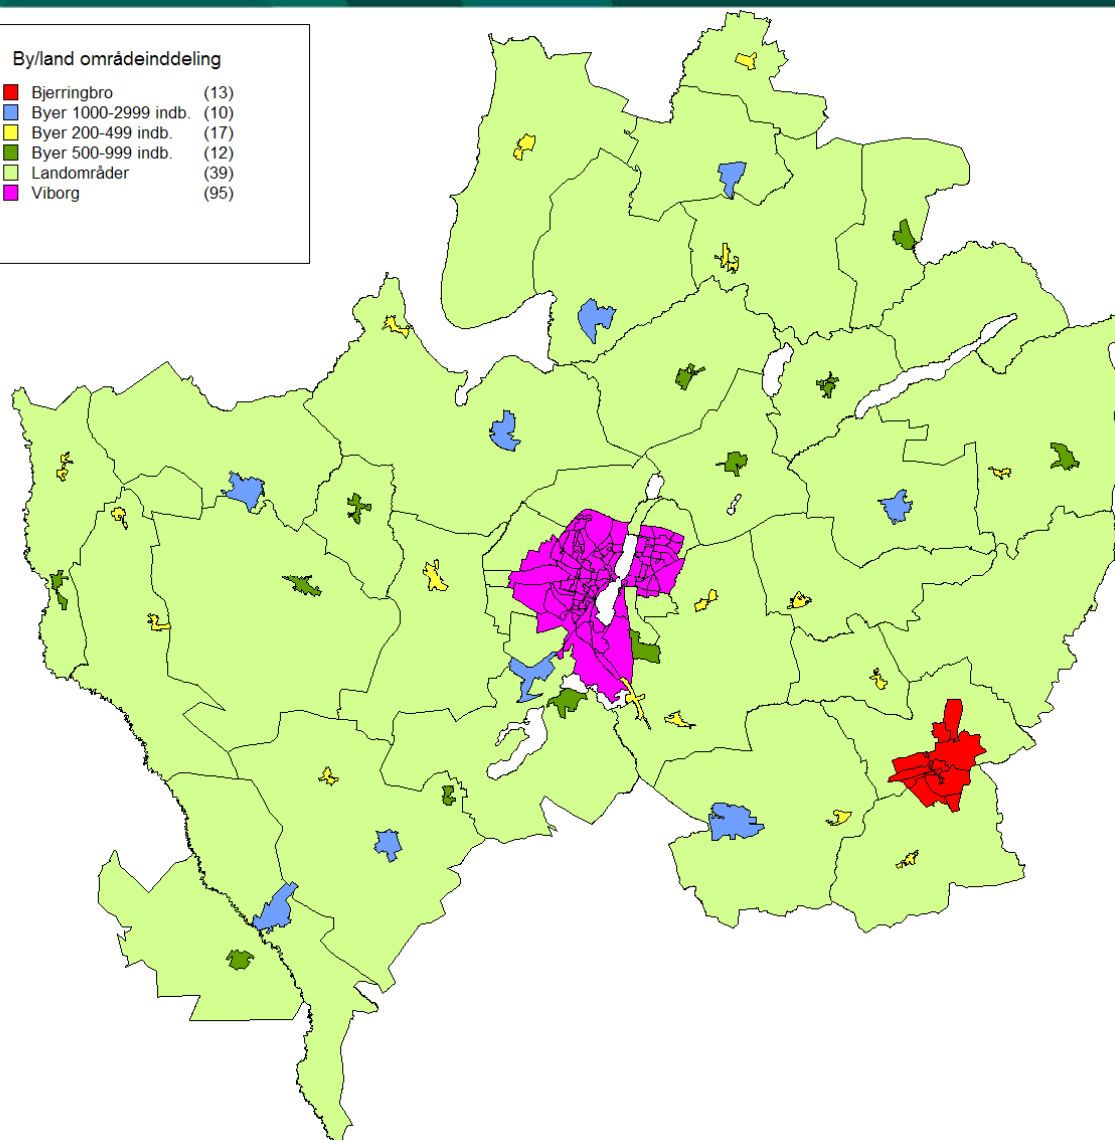 By/land områdeinddeling
Bjerringbro (13)
Byer 1000-2999 indb. (10)
Byer 200-499 indb. (17)
Byer 500-999 indb. (12)
Landområder (39)
Viborg (95)